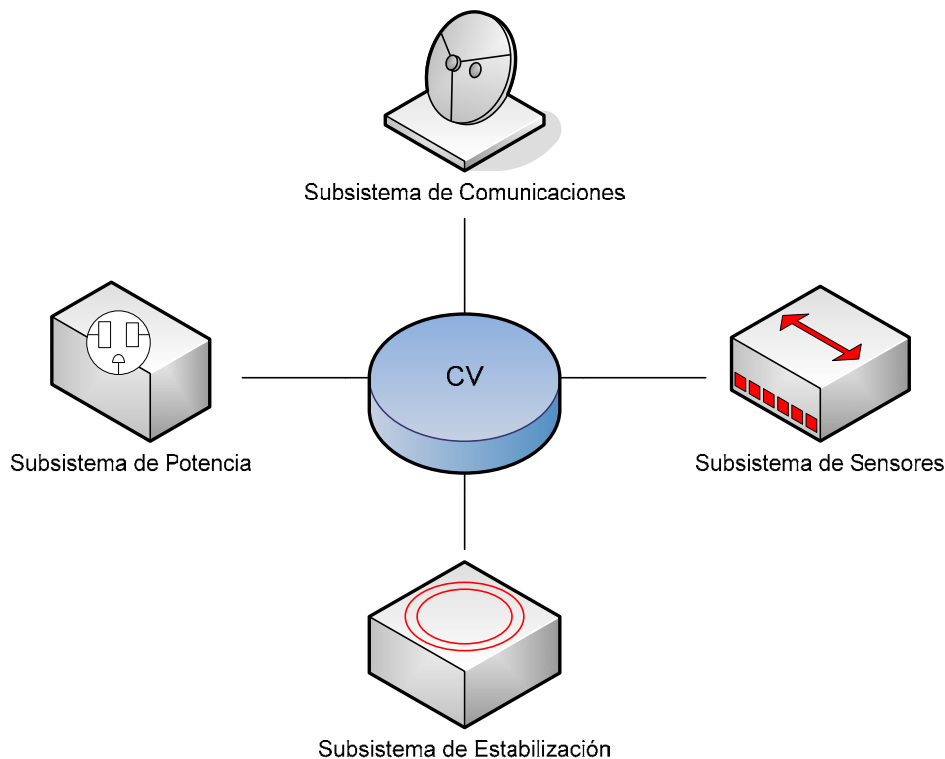 Subsistema de Comunicaciones
CV
Subsistema de Potencia
Subsistema de Sensores
Subsistema de Estabilización